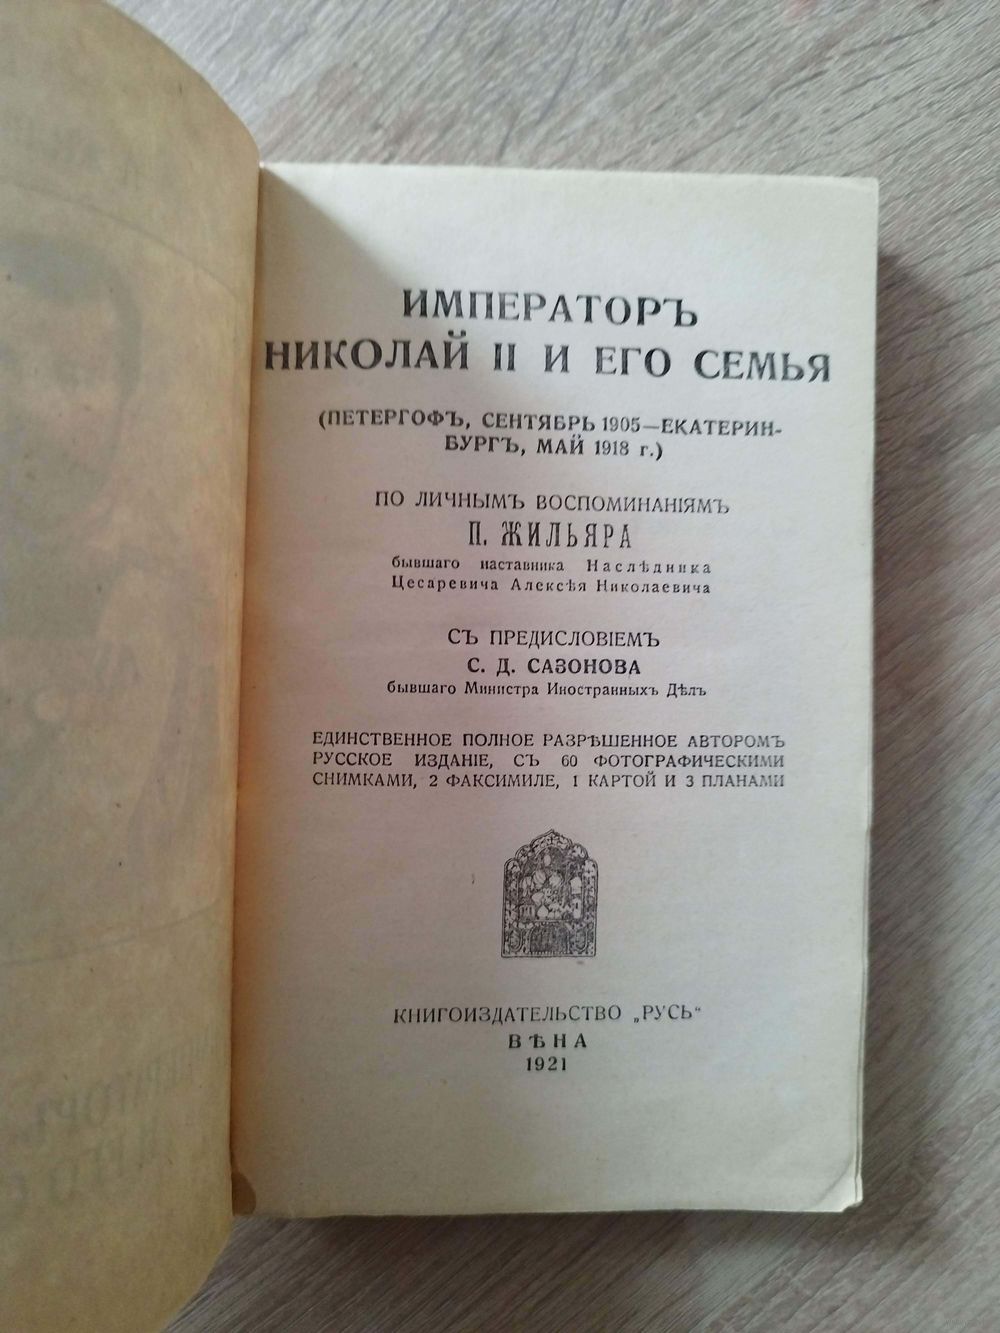 ИМПЕРАТОРЪ
НИКОЛАЙ II И ЕГО СЕМЬЯ
(ПЕТЕРГОФЪ, СЕНТЯБРЬ 1905—ЕКАТЕРИН-
БУРГЪ, МАЙ 1918 г.)
ПО ЛИЧНЫМЪ ВОСПОМИНАНІЯМЪ
П. ЖИЛЬЯРА
бывшаго наставника Наслѣдника
Цесаревича Алексѣя Николаевича
СЪ ПРЕДИСЛОВІЕМЪ
С. Д. САЗОНОВА
бывшаго Министра Иностранныхъ Дѣлъ
ЕДИНСТВЕННОЕ ПОЛНОЕ РАЗРѢШЕННОЕ АВТОРОМЪ
РУССКОЕ ИЗДАНІЕ, СЪ 60 ФОТОГРАФИЧЕСКИМИ
СНИМКАМИ, 2 ФАКСИМИЛЕ, 1 КАРТОЙ И 3 ПЛАНАМИ
КНИГОИЗДАТЕЛЬСТВО „РУСЬ“
ВѢНА
1921